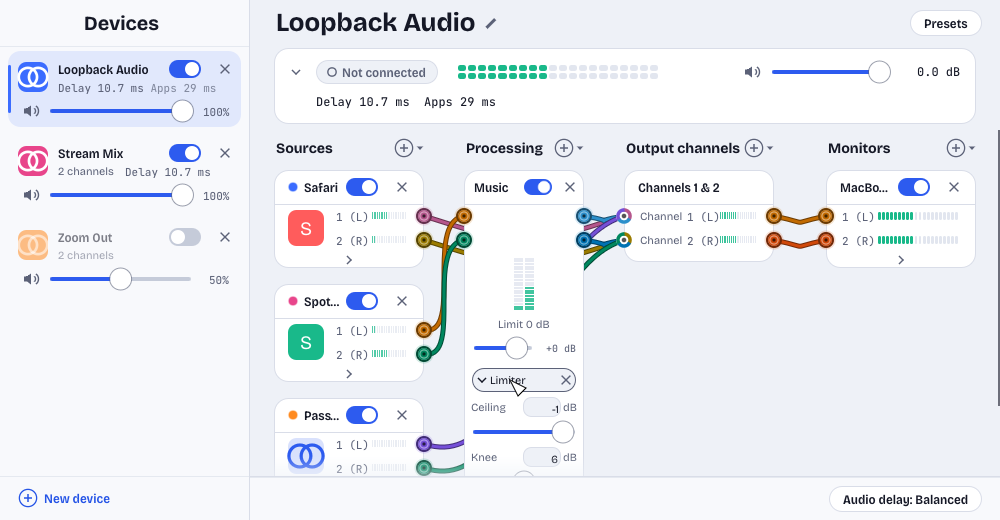 Devices
Loopback Audio
Delay 10.7 ms Apps 29 ms
100%
Stream Mix
2 channels Delay 10.7 ms
100%
Zoom Out
2 channels
50%
New device
Loopback Audio
Presets
Not connected
0.0 dB
Delay 10.7 ms Apps 29 ms
Sources
Processing
Output channels
Monitors
Safari
S
1 (L)
2 (R)
Spot...
S
1 (L)
2 (R)
Pass...
1 (L)
2 (R)
Music
Limit 0 dB
+0 dB
Limiter
Ceiling -1 dB
Knee 6 dB
Channels 1 & 2
Channel 1 (L)
Channel 2 (R)
MacBo...
1 (L)
2 (R)
Audio delay: Balanced